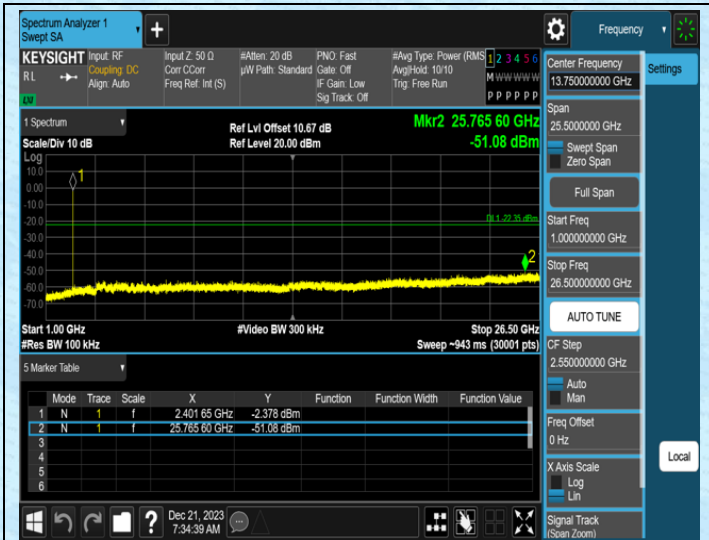 Spectrum Analyzer 1
Swept SA
+
Frequency
KEYSIGHT
RL
LXI
Input: RF
Coupling: DC
Align: Auto
Input Z: 50 Ω
Corr CCorr
Freq Ref: Int (S)
#Atten: 20 dB
µW Path: Standard
PNO: Fast
Gate: Off
IF Gain: Low
Sig Track: Off
#Avg Type: Power (RMS
Avg|Hold: 10/10
Trig: Free Run
1 2 3 4 5 6
M W W W W W
P P P P P P
Center Frequency
13.750000000 GHz
Settings
Span
25.5000000 GHz
Swept Span
Zero Span
Full Span
Start Freq
1.000000000 GHz
Stop Freq
26.500000000 GHz
AUTO TUNE
CF Step
2.550000000 GHz
Auto
Man
Freq Offset
0 Hz
X Axis Scale
Log
Lin
Signal Track
(Span Zoom)
Local
1 Spectrum
Scale/Div 10 dB
Ref Lvl Offset 10.67 dB
Ref Level 20.00 dBm
Mkr2 25.765 60 GHz
-51.08 dBm
Log
10.0
0.00
-10.0
-20.0
-30.0
-40.0
-50.0
-60.0
-70.0
1
DL1 -22.35 dBm
2
Start 1.00 GHz
#Res BW 100 kHz
#Video BW 300 kHz
Stop 26.50 GHz
Sweep ~943 ms (30001 pts)
5 Marker Table
Mode Trace Scale X Y Function Function Width Function Value
1 N 1 f 2.401 65 GHz -2.378 dBm
2 N 1 f 25.765 60 GHz -51.08 dBm
3
4
5
6
?
Dec 21, 2023
7:34:39 AM